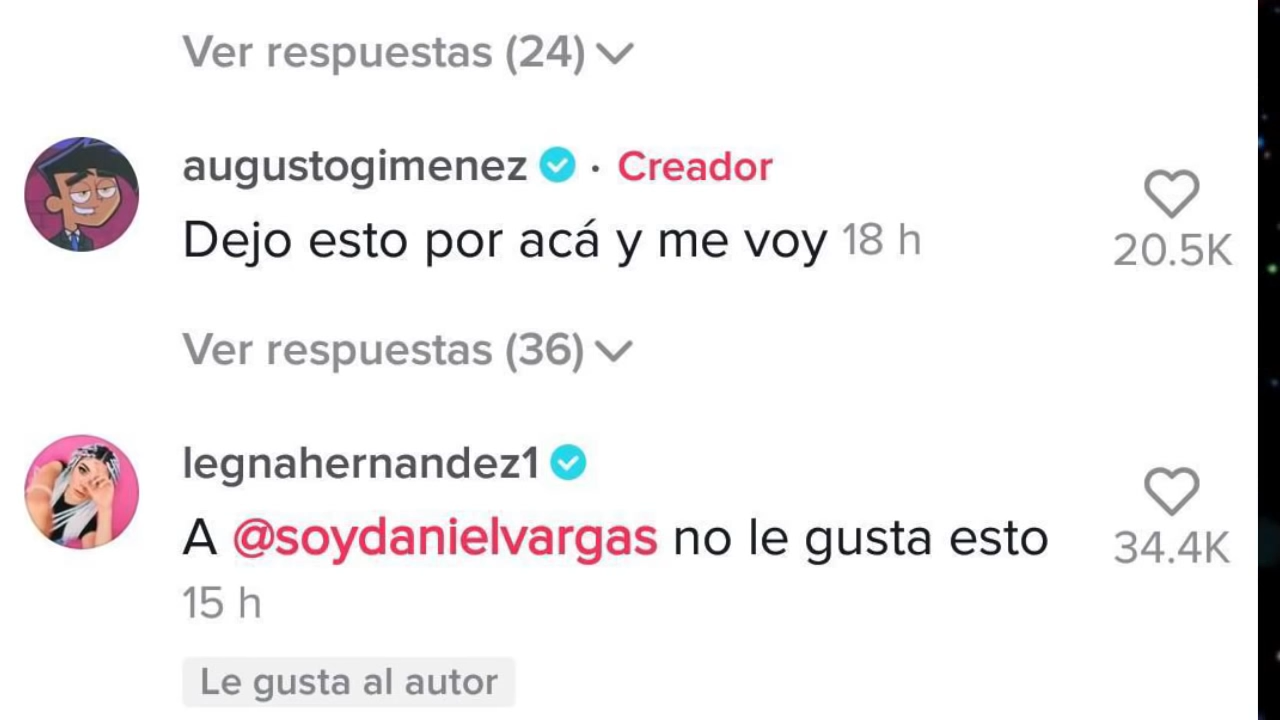 Ver respuestas (24)
augustogimenez · Creador
Dejo esto por acá y me voy 18 h
20.5K
Ver respuestas (36)
legnahernandez1
A @soydanielvargas no le gusta esto
34.4K
15 h
Le gusta al autor